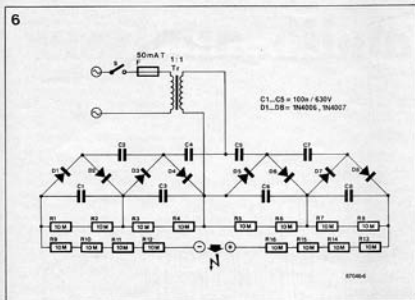 6
50mA T
F
1 : 1
Tr
S
C1...C5 = 100n / 630V
D1...D8 = 1N4006, 1N4007
C2
C4
C5
C7
D1
D2
D3
D4
D5
D6
D7
D8
C1
C3
C6
C8
R1
R2
R3
R4
R5
R6
R7
R8
10M
10M
10M
10M
10M
10M
10M
10M
R9
R10
R11
R12
R16
R15
R14
R13
10M
10M
10M
10M
10M
10M
10M
10M
87046-6